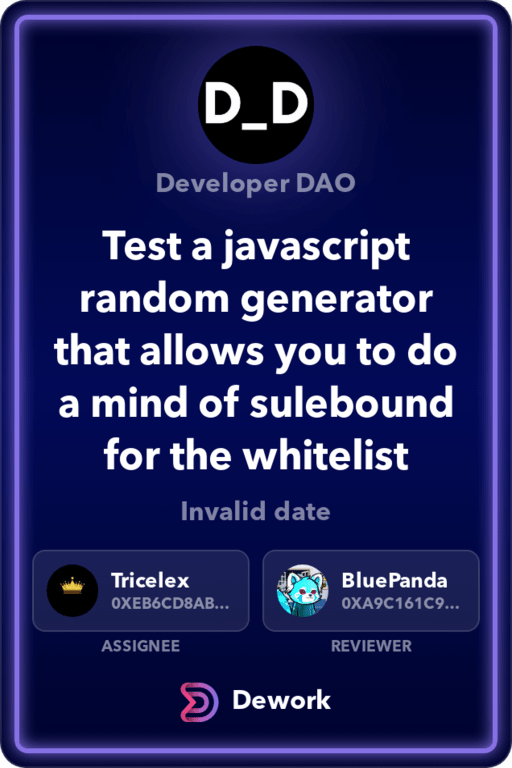 D_D
Developer DAO
Test a javascript
random generator
that allows you to do
a mind of sulebound
for the whitelist
Invalid date
Tricelex
0XEB6CD8AB...
ASSIGNEE
BluePanda
0XA9C161C9...
REVIEWER
Dework